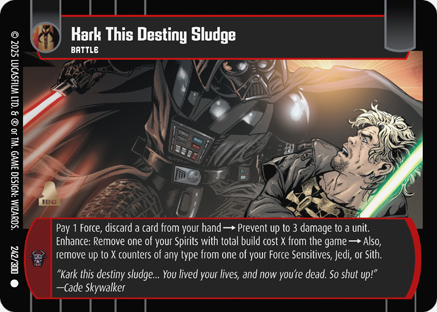 Kark This Destiny Sludge
BATTLE
Pay 1 Force, discard a card from your hand → Prevent up to 3 damage to a unit.
Enhance: Remove one of your Spirits with total build cost X from the game → Also,
remove up to X counters of any type from one of your Force Sensitives, Jedi, or Sith.
“Kark this destiny sludge... You lived your lives, and now you’re dead. So shut up!”
—Cade Skywalker
© 2025 LUCASFILM LTD. & ® or TM. GAME DESIGN: WIZARDS.
242/300